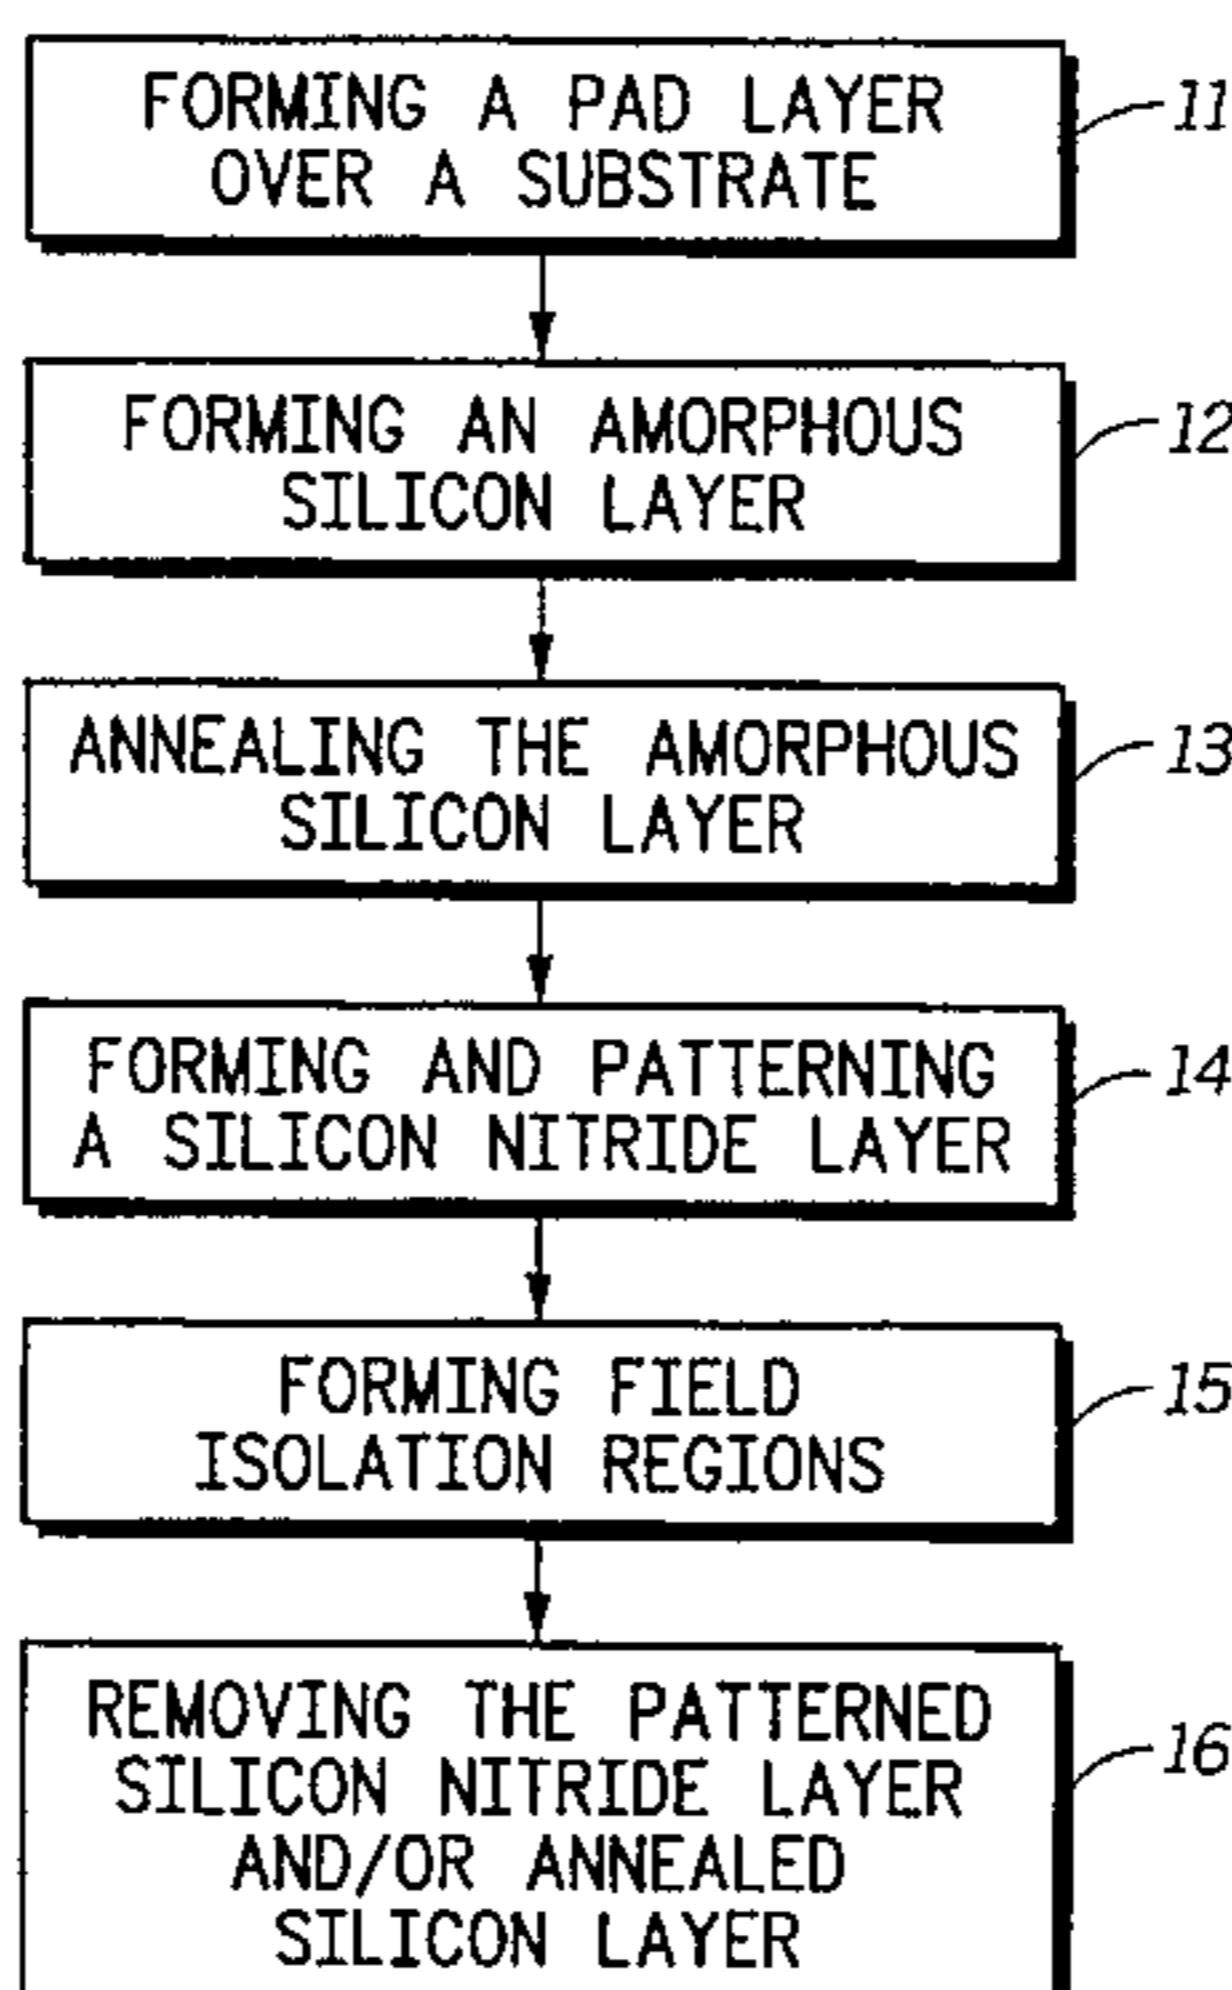 FORMING A PAD LAYER
OVER A SUBSTRATE
11
FORMING AN AMORPHOUS
SILICON LAYER
12
ANNEALING THE AMORPHOUS
SILICON LAYER
13
FORMING AND PATTERNING
A SILICON NITRIDE LAYER
14
FORMING FIELD
ISOLATION REGIONS
15
REMOVING THE PATTERNED
SILICON NITRIDE LAYER
AND/OR ANNEALED
SILICON LAYER
16